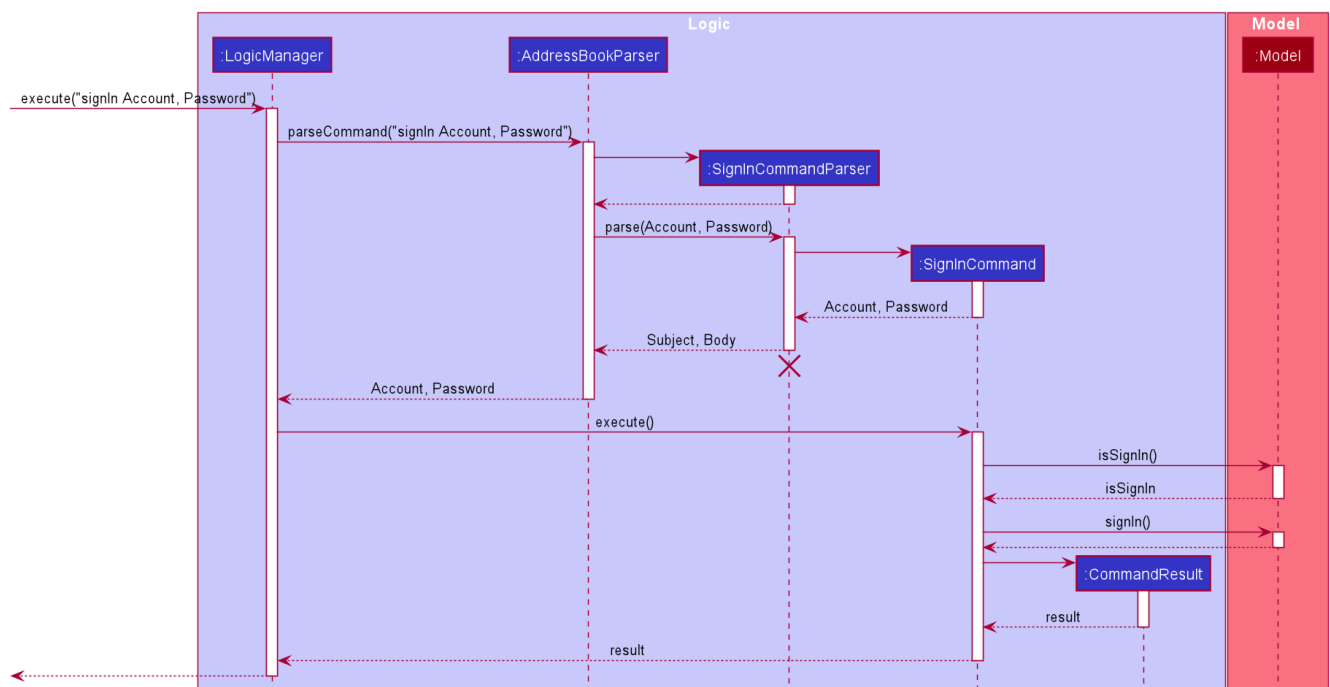 Logic
Model
:LogicManager
:AddressBookParser
:Model
execute("signIn Account, Password")
parseCommand("signIn Account, Password")
:SignInCommandParser
parse(Account, Password)
:SignInCommand
Account, Password
Subject, Body
Account, Password
execute()
isSignIn()
isSignIn
signIn()
:CommandResult
result
result